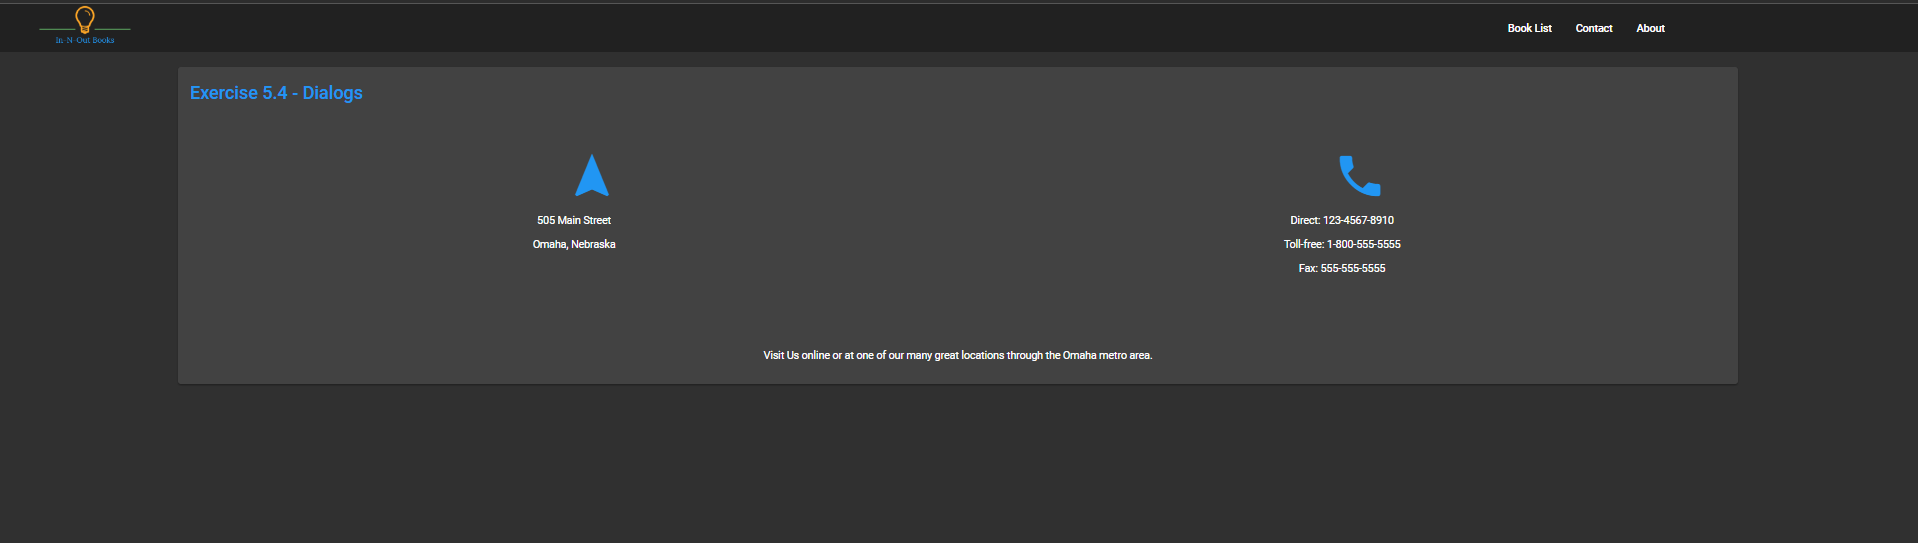 In-N-Out Books
Book List Contact About
Exercise 5.4 - Dialogs
505 Main Street
Omaha, Nebraska
Direct: 123-4567-8910
Toll-free: 1-800-555-5555
Fax: 555-555-5555
Visit Us online or at one of our many great locations through the Omaha metro area.